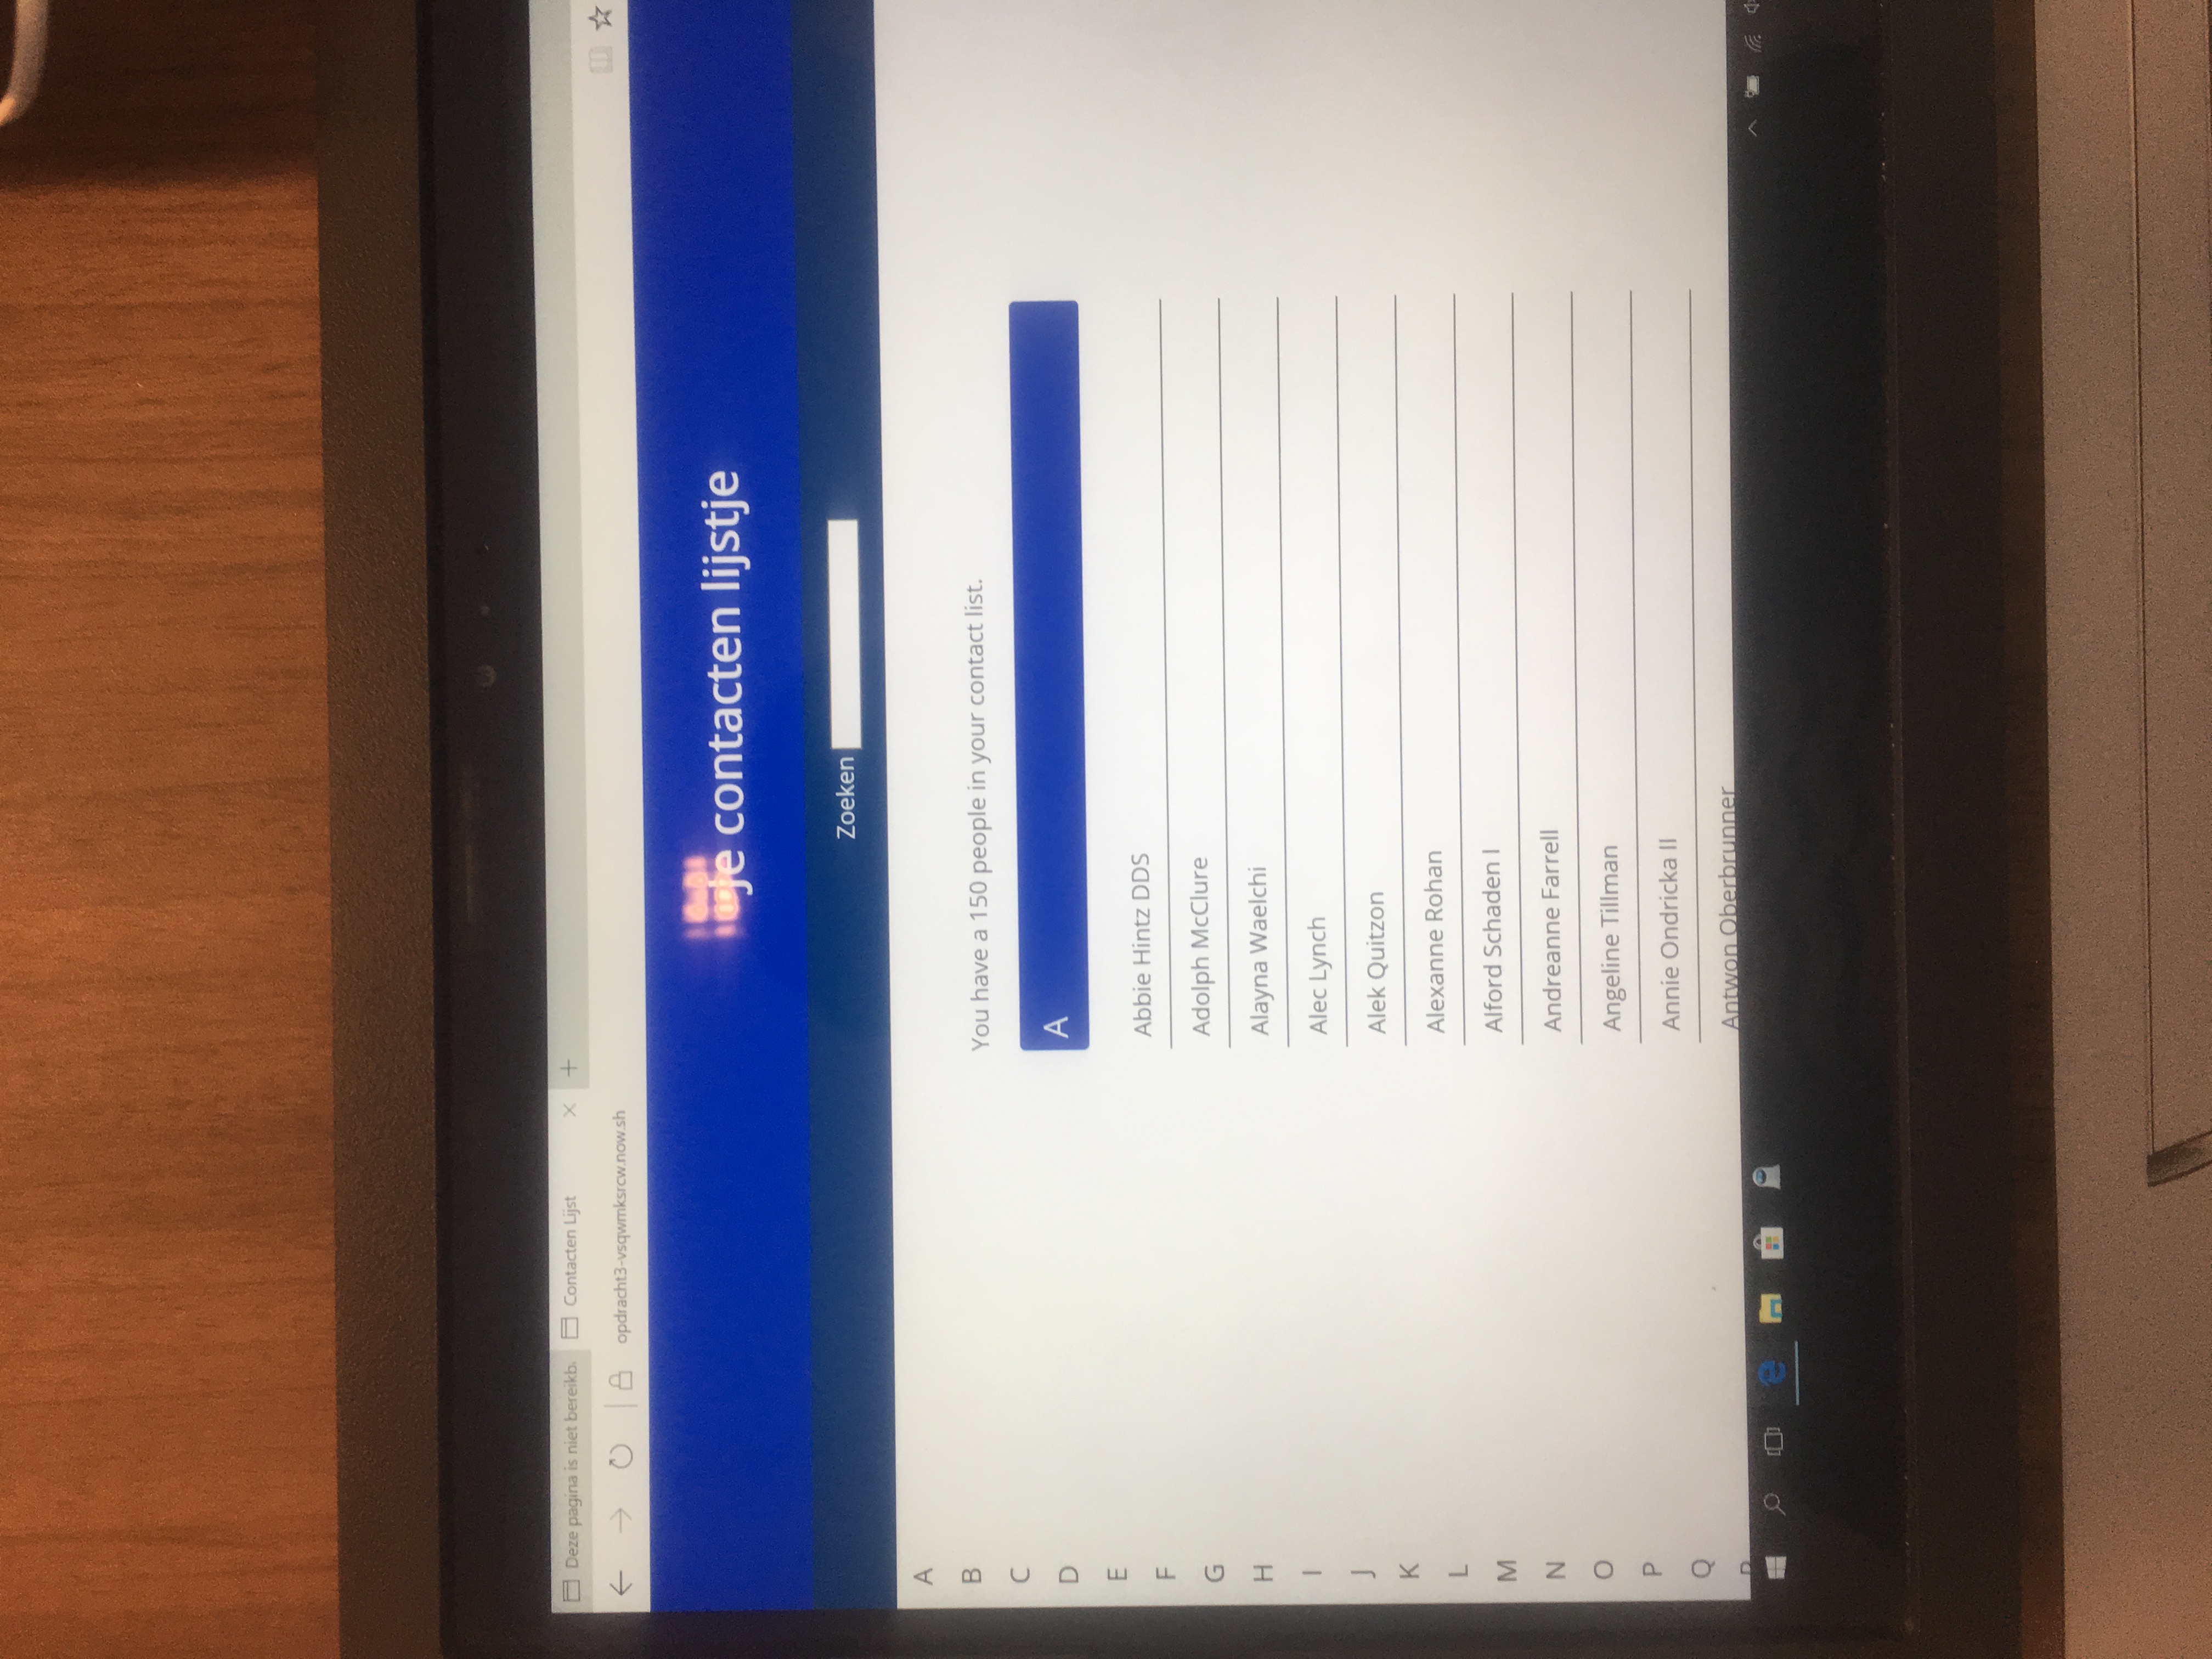 Deze pagina is niet bereikb
Contacten Lijst
opdracht3-vsqwmksrcw.now.sh
Je contacten lijstje
Zoeken
A
B
C
D
E
F
G
H
I
J
K
L
M
N
O
P
Q
You have a 150 people in your contact list.
A
Abbie Hintz DDS
Adolph McClure
Alayna Waelchi
Alec Lynch
Alek Quitzon
Alexanne Rohan
Alford Schaden I
Andreanne Farrell
Angeline Tillman
Annie Ondricka II
Antwon Oberbrunner